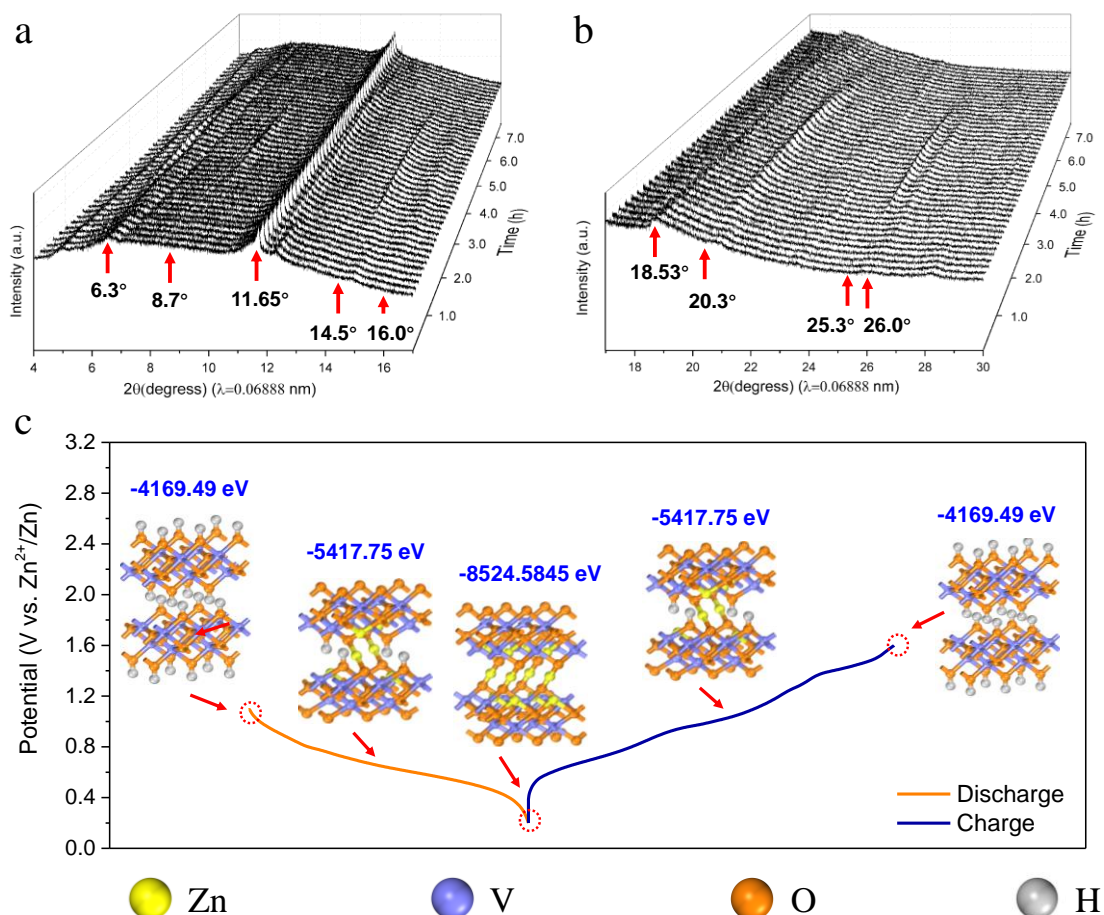 a
Intensity (a.u.)
6.3°
8.7°
11.65°
14.5°
16.0°
4
6
8
10
12
14
16
2θ(degress) (λ=0.06888 nm)
1.0
2.0
3.0
4.0
5.0
6.0
7.0
Time (h)
b
Intensity (a.u.)
18.53°
20.3°
25.3°
26.0°
18
20
22
24
26
28
30
2θ(degress) (λ=0.06888 nm)
1.0
2.0
3.0
4.0
5.0
6.0
7.0
Time (h)
c
Potential (V vs. Zn²⁺/Zn)
3.2
2.8
2.4
2.0
1.6
1.2
0.8
0.4
0.0
-4169.49 eV
-5417.75 eV
-8524.5845 eV
-5417.75 eV
-4169.49 eV
Discharge
Charge
Zn
V
O
H